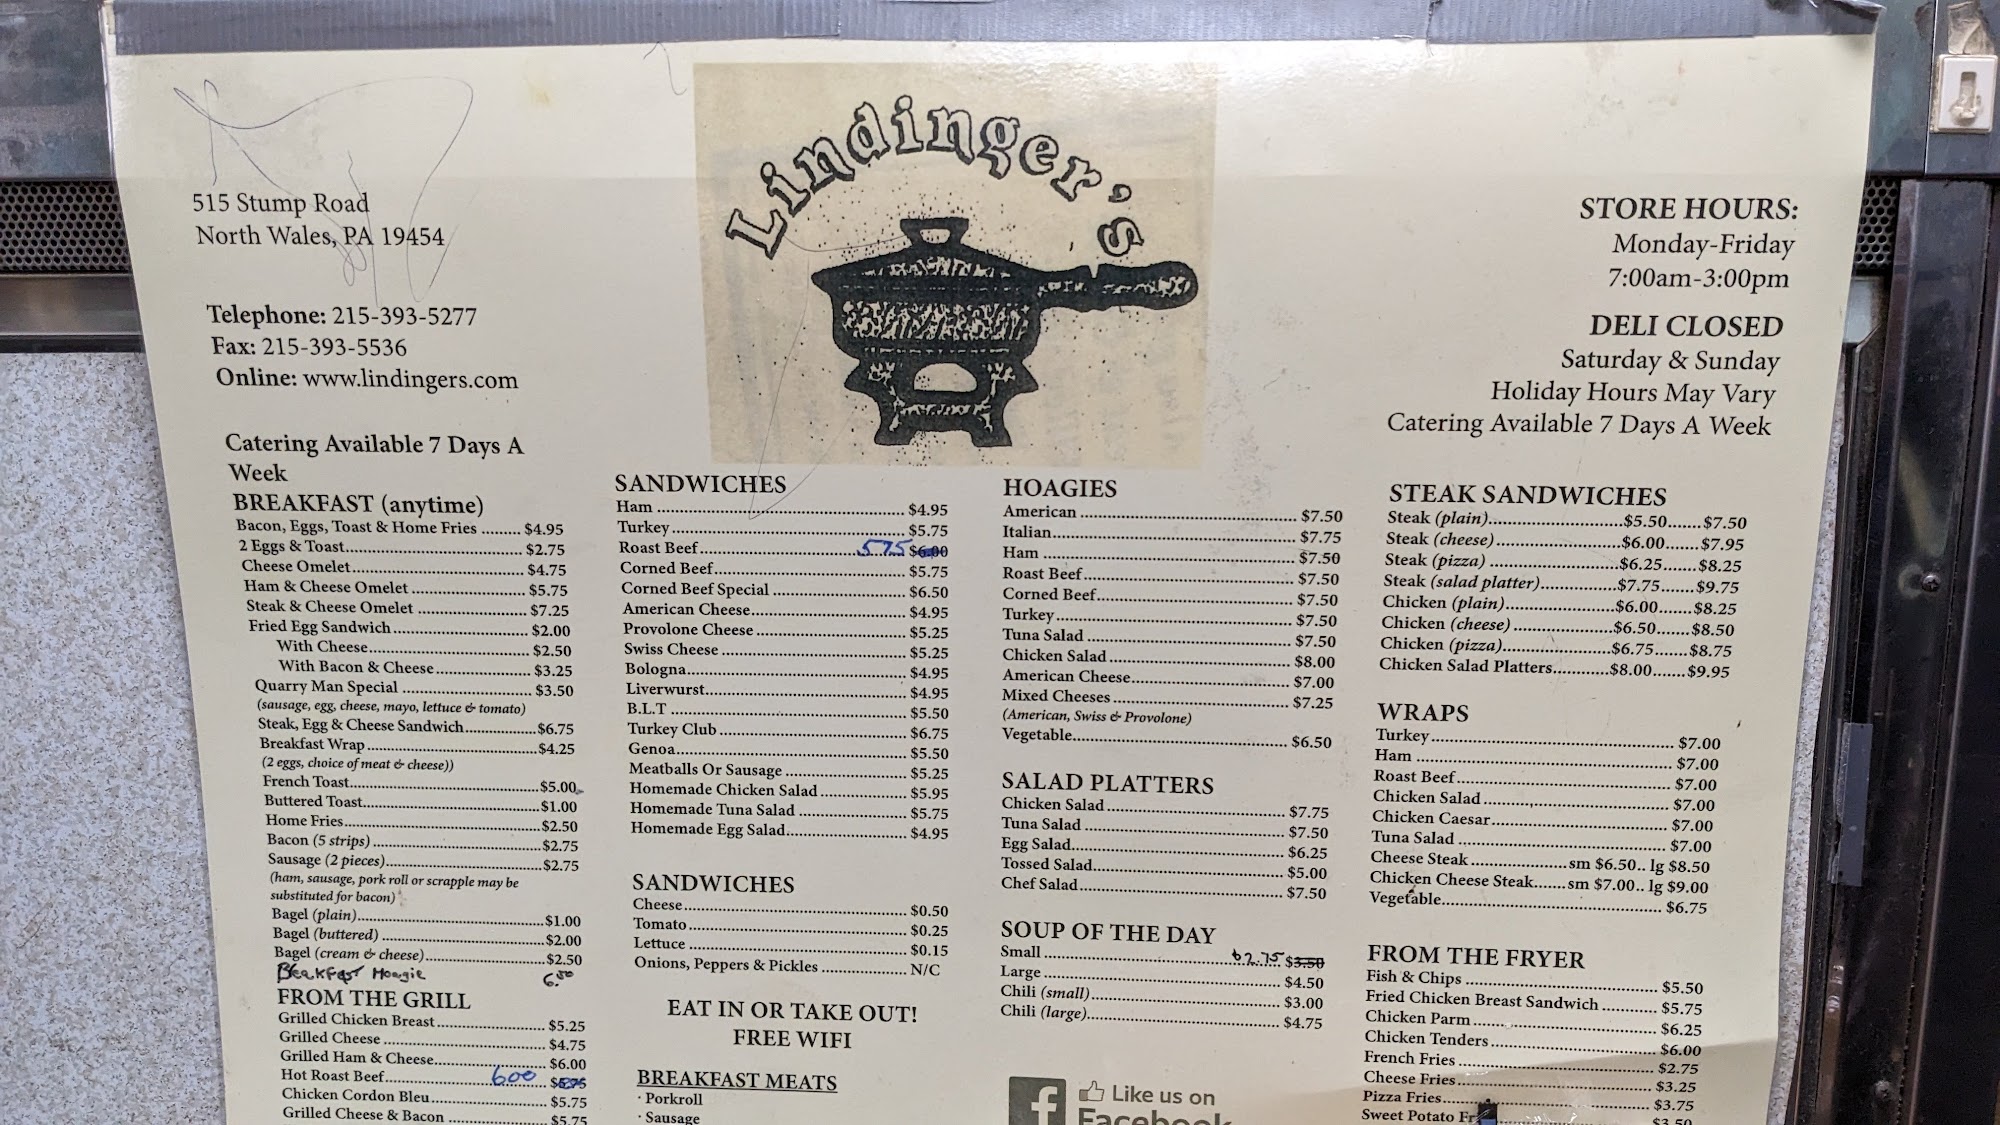 Lindinger's
515 Stump Road
North Wales, PA 19454
Telephone: 215-393-5277
Fax: 215-393-5536
Online: www.lindingers.com
Catering Available 7 Days A
Week
STORE HOURS:
Monday-Friday
7:00am-3:00pm
DELI CLOSED
Saturday & Sunday
Holiday Hours May Vary
Catering Available 7 Days A Week
BREAKFAST (anytime)
Bacon, Eggs, Toast & Home Fries ........ $4.95
2 Eggs & Toast........ $2.75
Cheese Omelet........ $4.75
Ham & Cheese Omelet ........ $5.75
Steak & Cheese Omelet ........ $7.25
Fried Egg Sandwich........ $2.00
With Cheese........ $2.50
With Bacon & Cheese........ $3.25
Quarry Man Special ........ $3.50
(sausage, egg, cheese, mayo, lettuce & tomato)
Steak, Egg & Cheese Sandwich........$6.75
Breakfast Wrap ........ $4.25
(2 eggs, choice of meat & cheese))
French Toast........$5.00
Buttered Toast........ $1.00
Home Fries........ $2.50
Bacon (5 strips) ........ $2.75
Sausage (2 pieces)........ $2.75
(ham, sausage, pork roll or scrapple may be
substituted for bacon)
Bagel (plain)........ $1.00
Bagel (buttered) ........ $2.00
Bagel (cream & cheese)........ $2.50
Breakfast Hoagie 6.50
FROM THE GRILL
Grilled Chicken Breast........ $5.25
Grilled Cheese ........ $4.75
Grilled Ham & Cheese........ $6.00
Hot Roast Beef........ 600 $5.75
Chicken Cordon Bleu........ $5.75
Grilled Cheese & Bacon ........ $5.75
SANDWICHES
Ham ........ $4.95
Turkey........ $5.75
Roast Beef........ 575 $6.00
Corned Beef........ $5.75
Corned Beef Special ........ $6.50
American Cheese........ $4.95
Provolone Cheese ........ $5.25
Swiss Cheese ........ $5.25
Bologna........ $4.95
Liverwurst........ $4.95
B.L.T ........ $5.50
Turkey Club ........ $6.75
Genoa........ $5.50
Meatballs Or Sausage ........ $5.25
Homemade Chicken Salad........ $5.95
Homemade Tuna Salad ........ $5.75
Homemade Egg Salad........ $4.95
SANDWICHES
Cheese........ $0.50
Tomato........ $0.25
Lettuce ........ $0.15
Onions, Peppers & Pickles ........ N/C
EAT IN OR TAKE OUT!
FREE WIFI
BREAKFAST MEATS
· Porkroll
· Sausage
HOAGIES
American ........ $7.50
Italian........ $7.75
Ham ........ $7.50
Roast Beef........ $7.50
Corned Beef........ $7.50
Turkey........ $7.50
Tuna Salad ........ $7.50
Chicken Salad ........ $8.00
American Cheese........ $7.00
Mixed Cheeses ........ $7.25
(American, Swiss & Provolone)
Vegetable........ $6.50
SALAD PLATTERS
Chicken Salad ........ $7.75
Tuna Salad ........ $7.50
Egg Salad........ $6.25
Tossed Salad........ $5.00
Chef Salad........ $7.50
SOUP OF THE DAY
Small ........ $2.75 $3.50
Large ........ $4.50
Chili (small)........ $3.00
Chili (large)........ $4.75
Like us on
Facebook
STEAK SANDWICHES
Steak (plain)........$5.50.......$7.50
Steak (cheese) ........$6.00.......$7.95
Steak (pizza) ........$6.25.......$8.25
Steak (salad platter)........$7.75.......$9.75
Chicken (plain)........$6.00.......$8.25
Chicken (cheese) ........$6.50.......$8.50
Chicken (pizza)........$6.75.......$8.75
Chicken Salad Platters........$8.00.......$9.95
WRAPS
Turkey........ $7.00
Ham ........ $7.00
Roast Beef........ $7.00
Chicken Salad ........ $7.00
Chicken Caesar........ $7.00
Tuna Salad ........ $7.00
Cheese Steak ........sm $6.50.. lg $8.50
Chicken Cheese Steak.......sm $7.00.. lg $9.00
Vegetable........ $6.75
FROM THE FRYER
Fish & Chips ........ $5.50
Fried Chicken Breast Sandwich ........ $5.75
Chicken Parm ........ $6.25
Chicken Tenders........ $6.00
French Fries ........ $2.75
Cheese Fries........ $3.25
Pizza Fries........ $3.75
Sweet Potato Fr........ $3.50